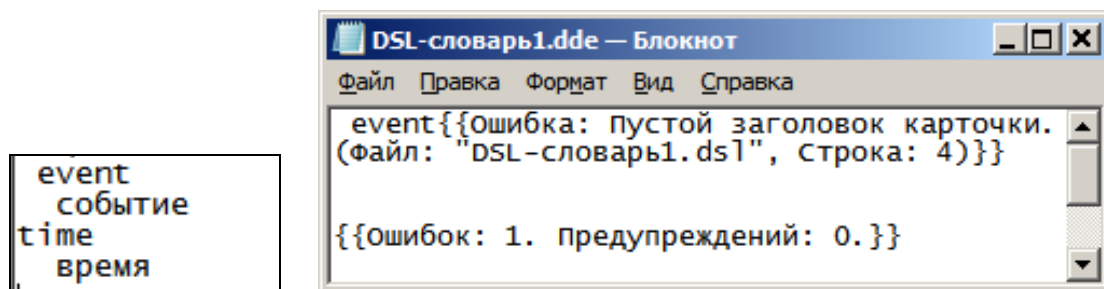 event
событие
time
время
DSL-словарь1.dde — Блокнот
Файл Правка Формат Вид Справка
event{{Ошибка: Пустой заголовок карточки.
(Файл: "DSL-словарь1.dsl", Строка: 4)}}
{{Ошибок: 1. Предупреждений: 0.}}